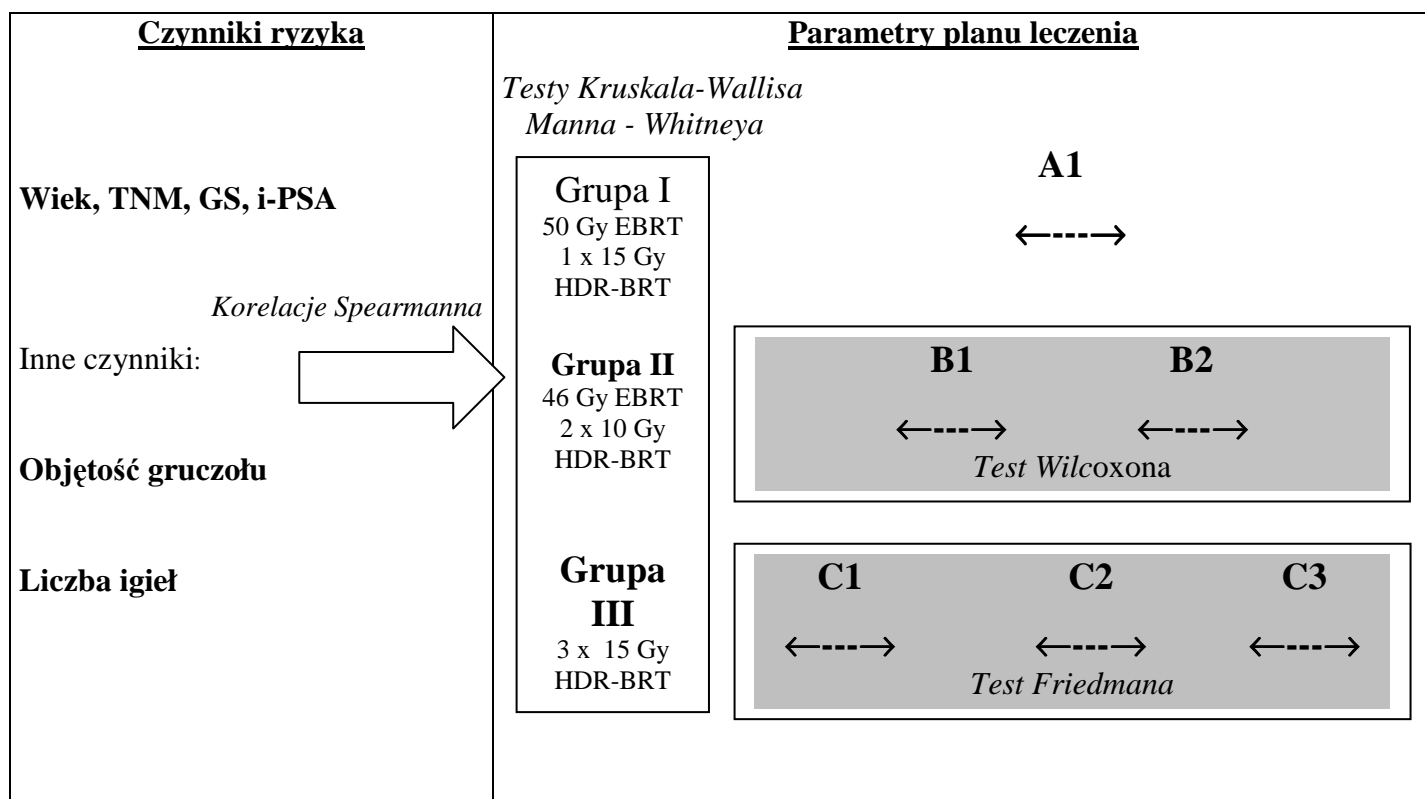 Czynniki ryzyka
Parametry planu leczenia
Testy Kruskala-Wallisa
Manna - Whitneya
Wiek, TNM, GS, i-PSA
Korelacje Spearmanna
Inne czynniki:
Objętość gruczołu
Liczba igieł
Grupa I
50 Gy EBRT
1 x 15 Gy
HDR-BRT
Grupa II
46 Gy EBRT
2 x 10 Gy
HDR-BRT
Grupa
III
3 x 15 Gy
HDR-BRT
A1
B1 B2
Test Wilcoxona
C1 C2 C3
Test Friedmana